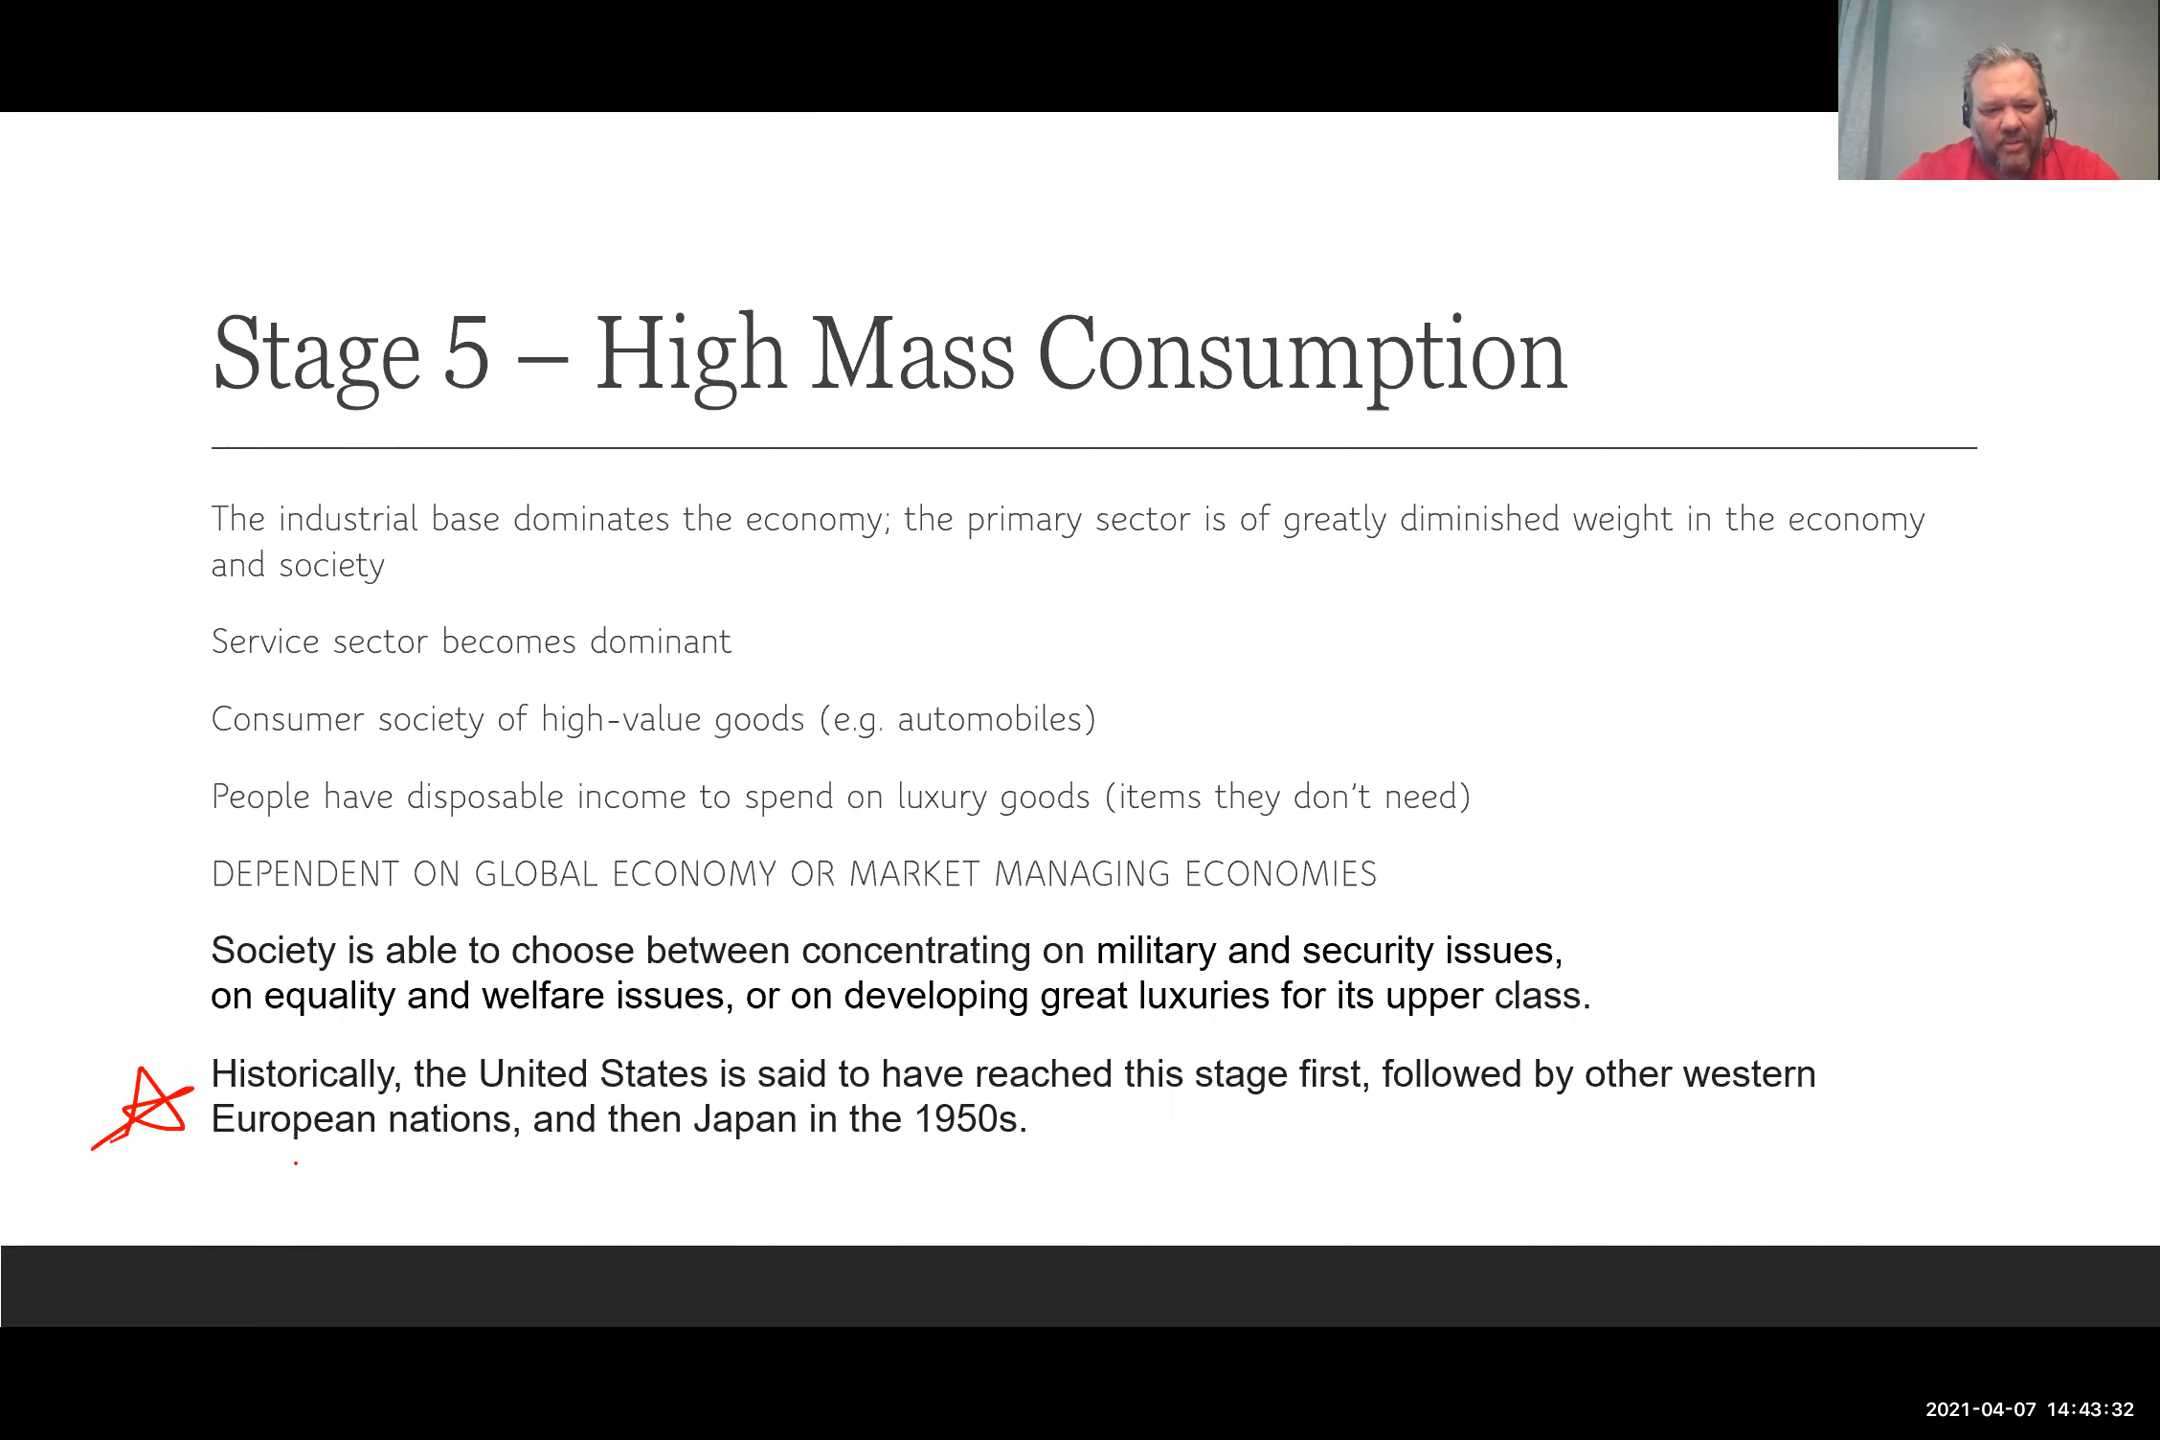 Stage 5 – High Mass Consumption
The industrial base dominates the economy; the primary sector is of greatly diminished weight in the economy
and society
Service sector becomes dominant
Consumer society of high-value goods (e.g. automobiles)
People have disposable income to spend on luxury goods (items they don't need)
DEPENDENT ON GLOBAL ECONOMY OR MARKET MANAGING ECONOMIES
Society is able to choose between concentrating on military and security issues,
on equality and welfare issues, or on developing great luxuries for its upper class.
Historically, the United States is said to have reached this stage first, followed by other western
European nations, and then Japan in the 1950s.
2021-04-07 14:43:32